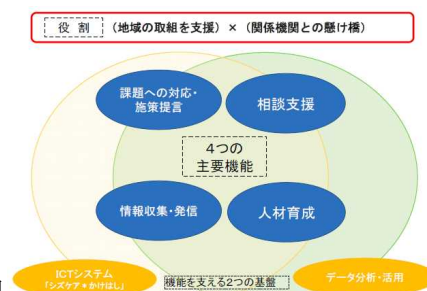 役 割 （地域の取組を支援）×（関係機関との懸け橋）
課題への対応・
施策提言
相談支援
4つの
主要機能
情報収集・発信
人材育成
ICTシステム
「シズケア＊かけはし」
機能を支える2つの基盤
データ分析・活用